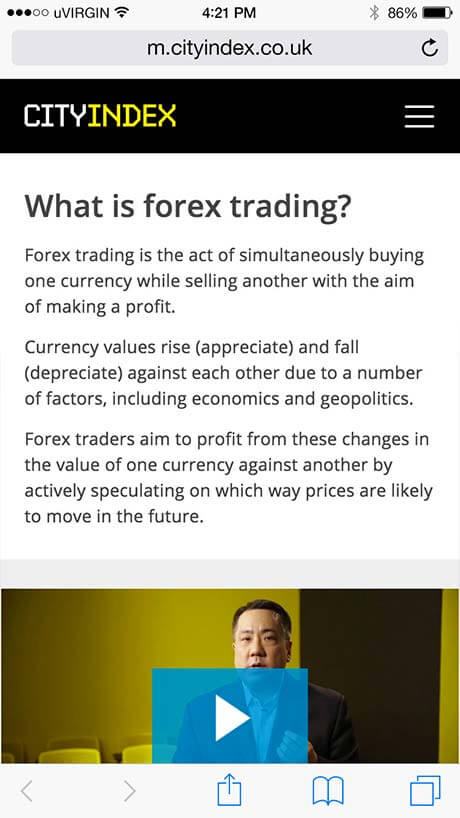 uVIRGIN 4:21 PM 86%
m.cityindex.co.uk
CITYINDEX
What is forex trading?
Forex trading is the act of simultaneously buying
one currency while selling another with the aim
of making a profit.
Currency values rise (appreciate) and fall
(depreciate) against each other due to a number
of factors, including economics and geopolitics.
Forex traders aim to profit from these changes in
the value of one currency against another by
actively speculating on which way prices are likely
to move in the future.